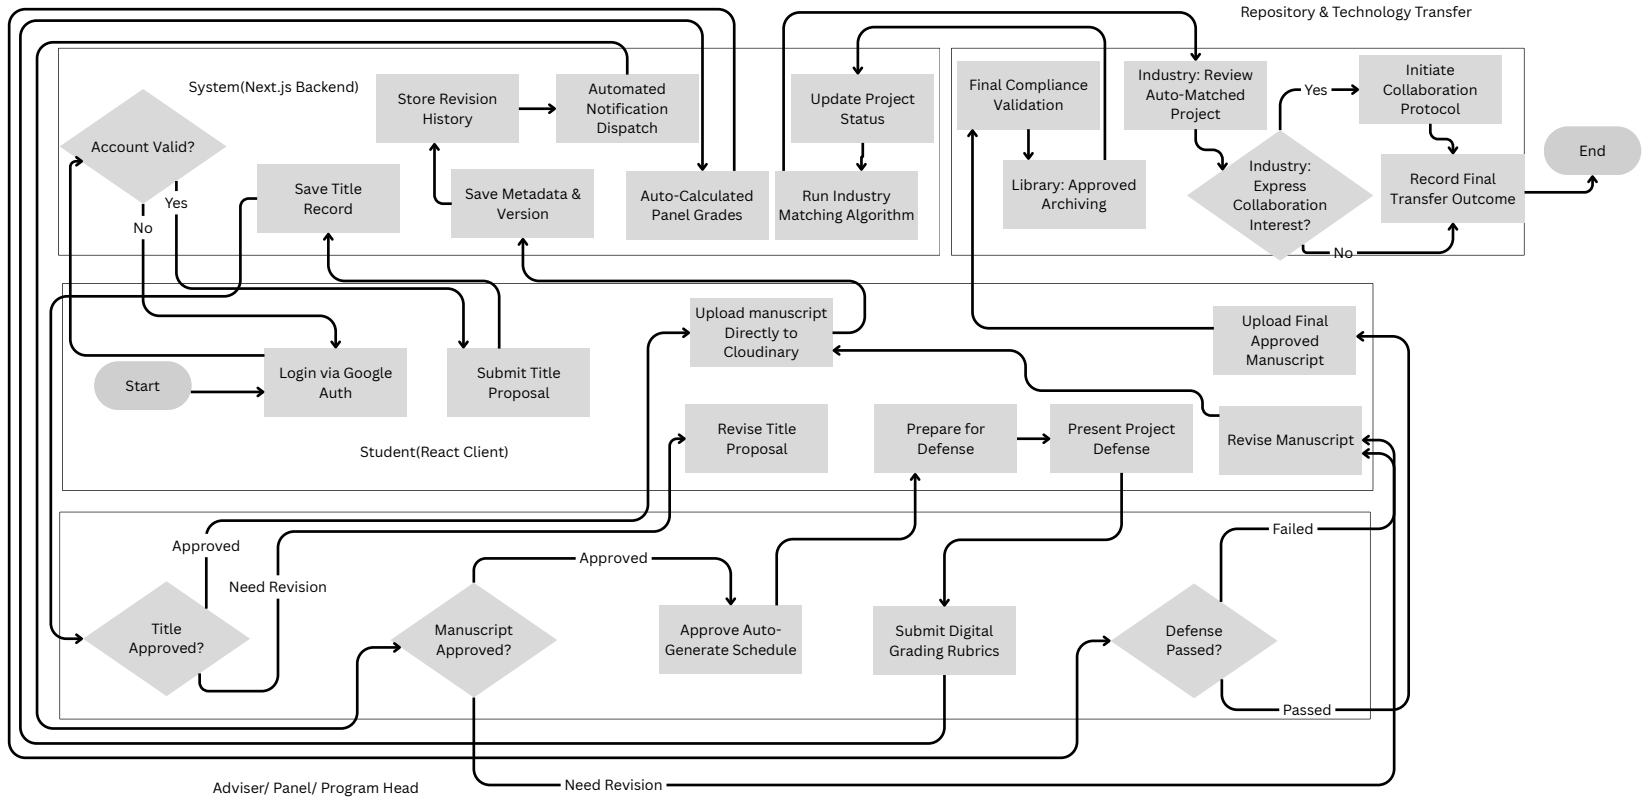 Repository & Technology Transfer
System(Next.js Backend)
Account Valid?
Yes
No
Save Title
Record
Store Revision
History
Automated
Notification
Dispatch
Save Metadata &
Version
Auto-Calculated
Panel Grades
Update Project
Status
Run Industry
Matching Algorithm
Final Compliance
Validation
Library: Approved
Archiving
Industry: Review
Auto-Matched
Project
Industry:
Express
Collaboration
Interest?
Yes
No
Initiate
Collaboration
Protocol
Record Final
Transfer Outcome
End
Start
Login via Google
Auth
Submit Title
Proposal
Student(React Client)
Upload manuscript
Directly to
Cloudinary
Revise Title
Proposal
Prepare for
Defense
Present Project
Defense
Upload Final
Approved
Manuscript
Revise Manuscript
Approved
Need Revision
Title
Approved?
Manuscript
Approved?
Approved
Approve Auto-
Generate Schedule
Submit Digital
Grading Rubrics
Defense
Passed?
Failed
Passed
Need Revision
Adviser/ Panel/ Program Head